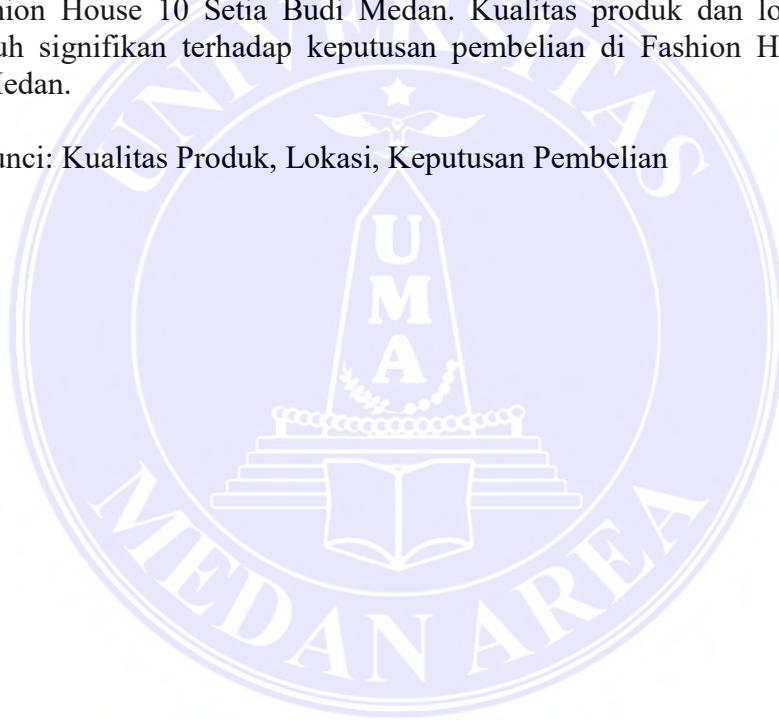 nion House 10 Setia Budi Medan. Kualitas produk dan lo
uh signifikan terhadap keputusan pembelian di Fashion H
Medan.
unci: Kualitas Produk, Lokasi, Keputusan Pembelian
UNIVERSITAS
U
M
A
MEDAN AREA